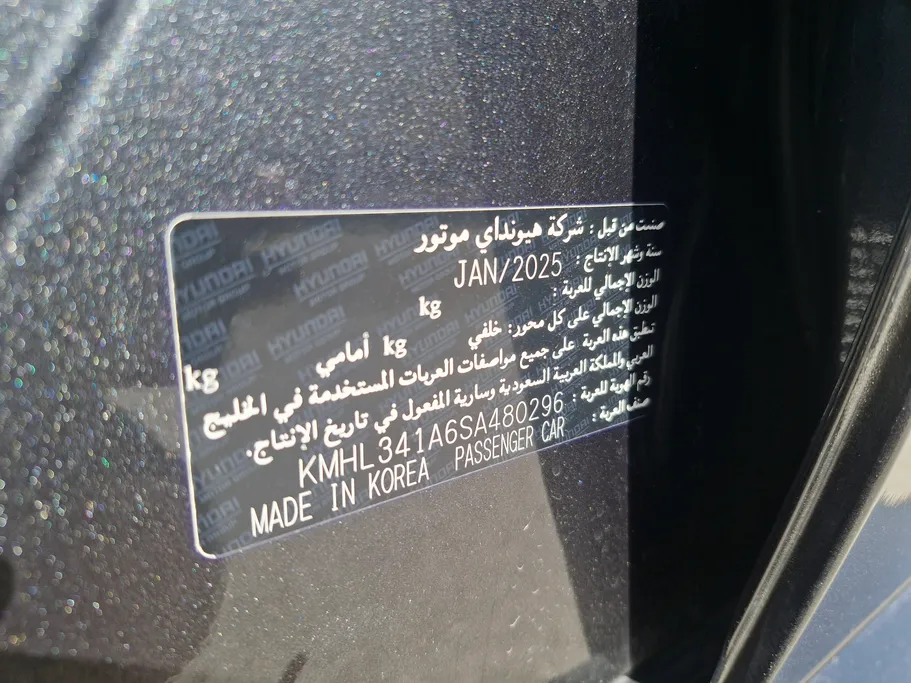 صنعت من قبل : شركة هيونداي موتور
سنة وشهر الإنتاج : JAN/2025
الوزن الإجمالي للعربة : kg
الوزن الإجمالي على كل محور : خلفي kg أمامي kg
تطبق هذه العربة على جميع مواصفات العربات المستخدمة في الخليج
العربي والمملكة العربية السعودية وسارية المفعول في تاريخ الإنتاج.
رقم الهوية للعربة : KMHL341A6SA480296
صنف العربة : PASSENGER CAR
MADE IN KOREA